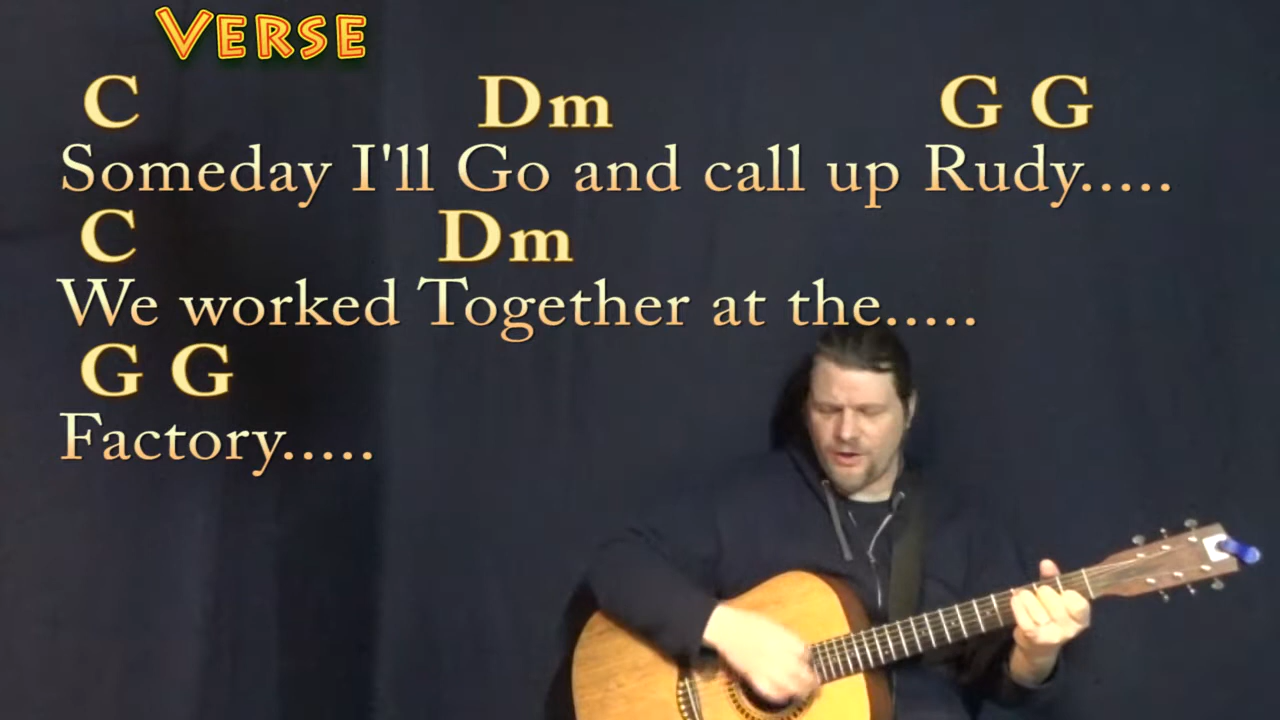 VERSE
C Dm G G
Someday I'll Go and call up Rudy.....
C Dm
We worked Together at the.....
G G
Factory.....